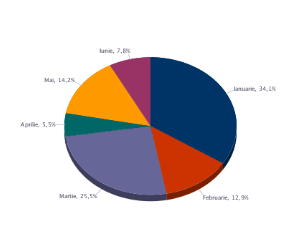 Iunie, 7,8%
Ianuarie, 34,1%
Mai, 14,2%
Aprilie, 5,5%
Martie, 25,5%
Februarie, 12,9%